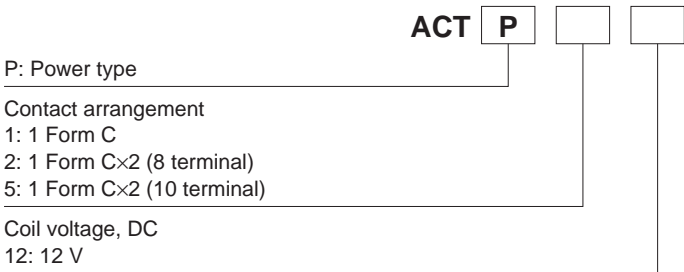 ACT P
P: Power type
Contact arrangement
1: 1 Form C
2: 1 Form C×2 (8 terminal)
5: 1 Form C×2 (10 terminal)
Coil voltage, DC
12: 12 V